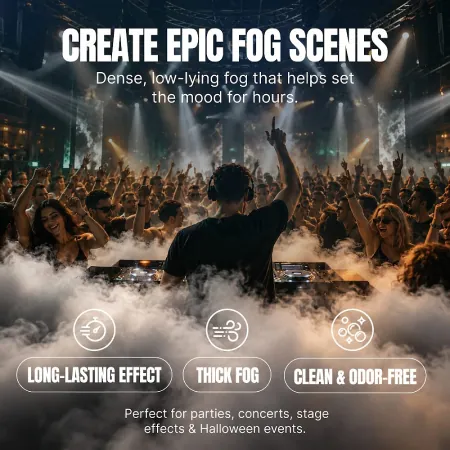 CREATE EPIC FOG SCENES
Dense, low-lying fog that helps set
the mood for hours.
LONG-LASTING EFFECT
THICK FOG
CLEAN & ODOR-FREE
Perfect for parties, concerts, stage
effects & Halloween events.